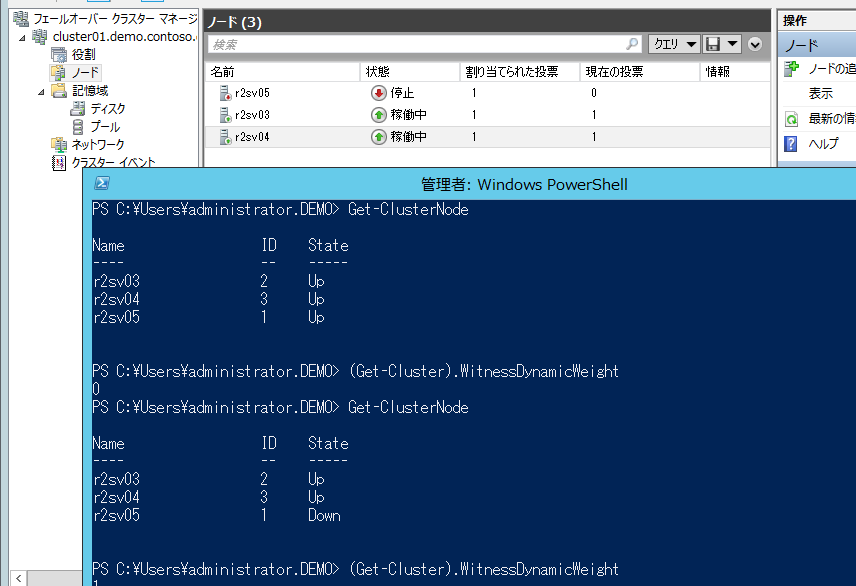 フェールオーバー クラスター マネージ
cluster01.demo.contoso.
役割
ノード
記憶域
ディスク
プール
ネットワーク
クラスター イベント
ノード (3)
検索
クエリ
名前 状態 割り当てられた投票 現在の投票 情報
r2sv05 停止 1 0
r2sv03 稼働中 1 1
r2sv04 稼働中 1 1
操作
ノード
ノードの追
表示
最新の情
ヘルプ
管理者: Windows PowerShell
PS C:¥Users¥administrator.DEMO> Get-ClusterNode
Name ID State
---- -- -----
r2sv03 2 Up
r2sv04 3 Up
r2sv05 1 Up
PS C:¥Users¥administrator.DEMO> (Get-Cluster).WitnessDynamicWeight
0
PS C:¥Users¥administrator.DEMO> Get-ClusterNode
Name ID State
---- -- -----
r2sv03 2 Up
r2sv04 3 Up
r2sv05 1 Down
PS C:¥Users¥administrator.DEMO> (Get-Cluster).WitnessDynamicWeight